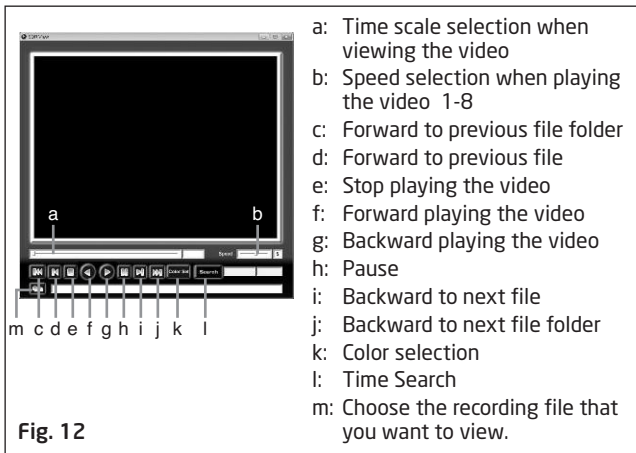 a: Time scale selection when
viewing the video
b: Speed selection when playing
the video 1-8
c: Forward to previous file folder
d: Forward to previous file
e: Stop playing the video
f: Forward playing the video
g: Backward playing the video
h: Pause
i: Backward to next file
j: Backward to next file folder
k: Color selection
l: Time Search
m: Choose the recording file that
you want to view.
a
b
Speed
1
Color Set
Search
m c d e f g h i j k l
Fig. 12